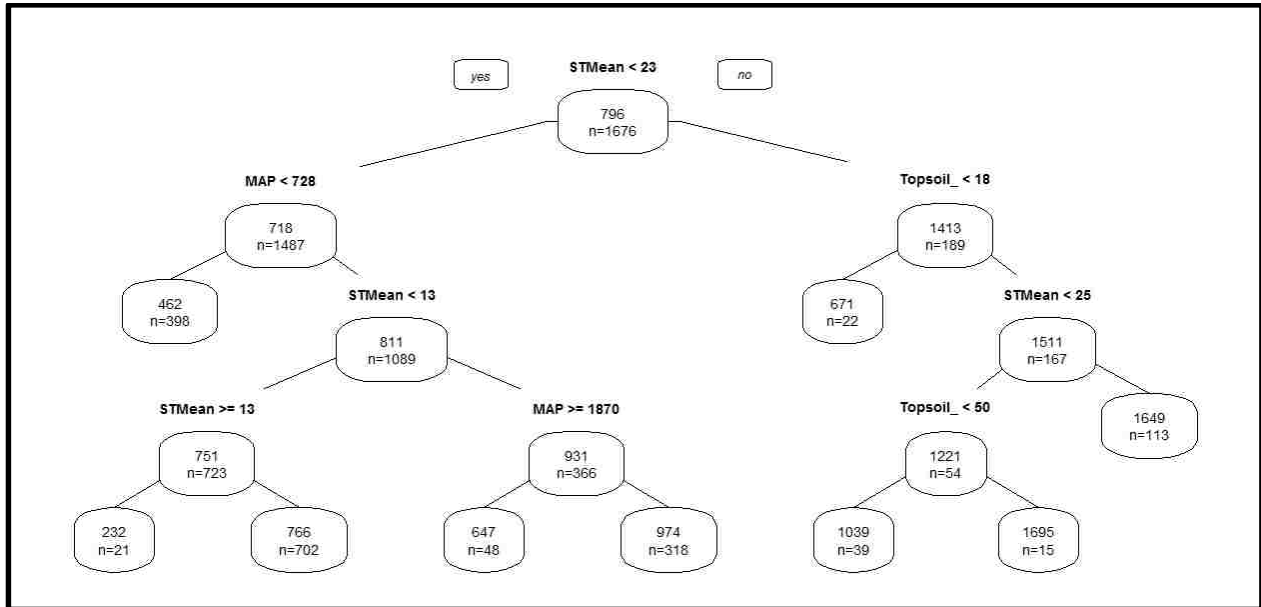 STMean < 23
yes
no
796
n=1676
MAP < 728
Topsoil_ < 18
718
n=1487
1413
n=189
462
n=398
STMean < 13
671
n=22
STMean < 25
811
n=1089
1511
n=167
STMean >= 13
MAP >= 1870
Topsoil_ < 50
1649
n=113
751
n=723
931
n=366
1221
n=54
232
n=21
766
n=702
647
n=48
974
n=318
1039
n=39
1695
n=15